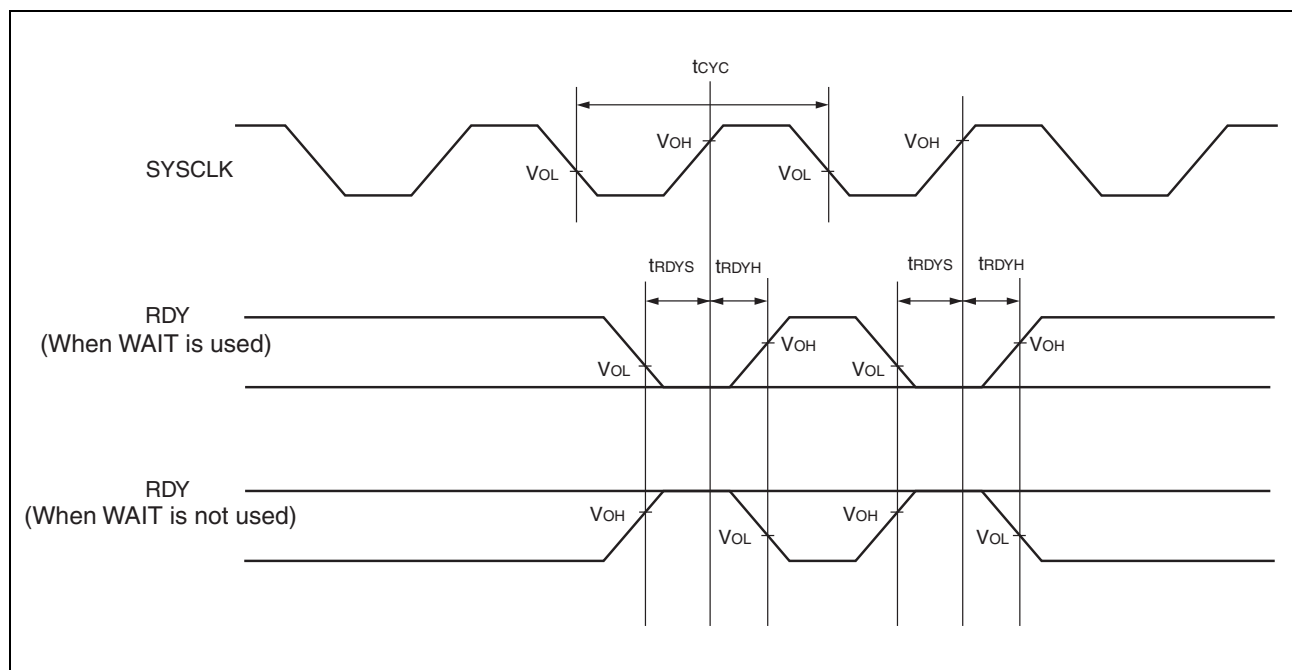 tCYC
VOH
VOH
SYSCLK
VOL
VOL
tRDYS
tRDYH
tRDYS
tRDYH
RDY
(When WAIT is used)
VOH
VOH
VOL
VOL
RDY
(When WAIT is not used)
VOH
VOH
VOL
VOL